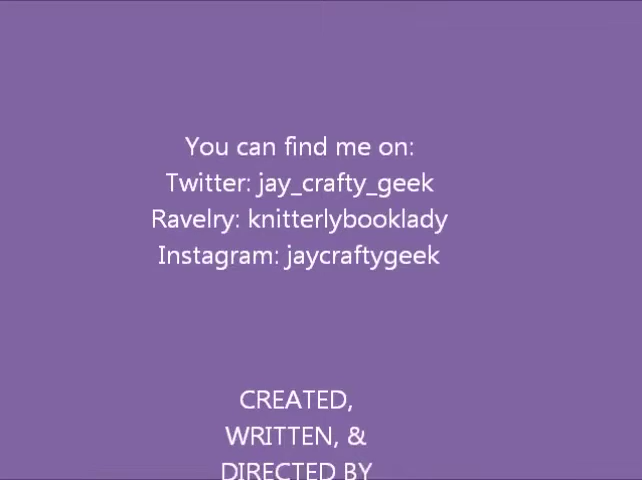 You can find me on:
Twitter: jay_crafty_geek
Ravelry: knitterlybooklady
Instagram: jaycraftygeek
CREATED,
WRITTEN, &
DIRECTED BY